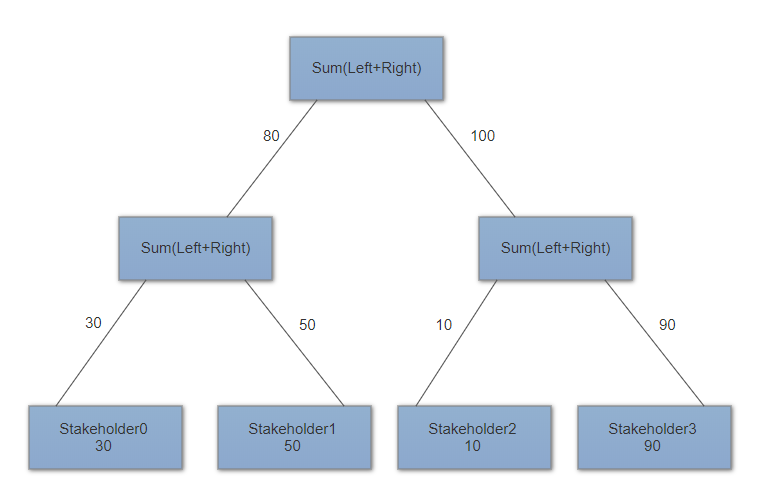 Sum(Left+Right)
80
100
Sum(Left+Right)
Sum(Left+Right)
30
50
10
90
Stakeholder0
30
Stakeholder1
50
Stakeholder2
10
Stakeholder3
90